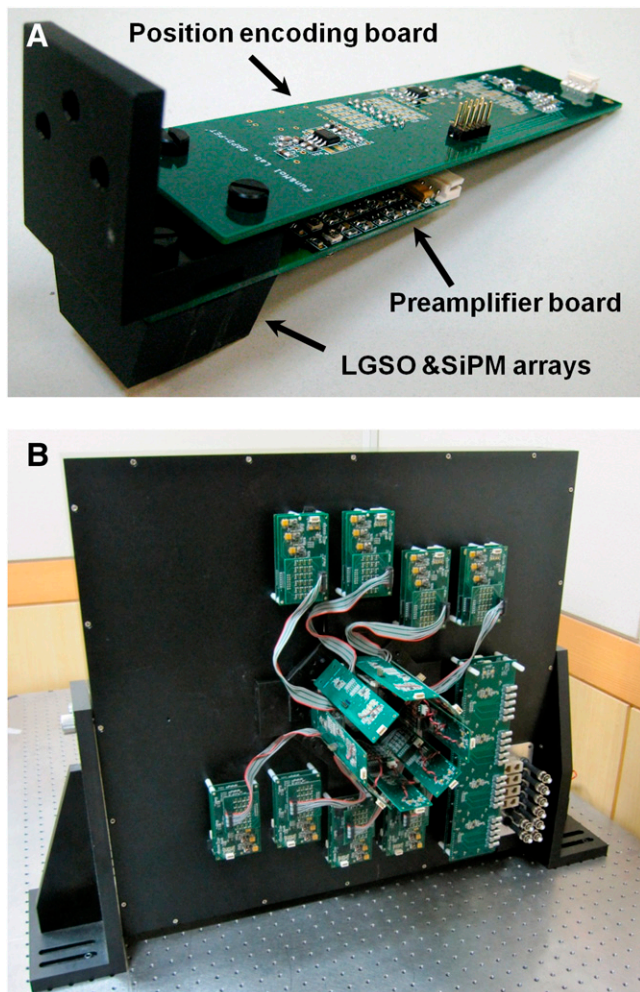 A
Position encoding board
Preamplifier board
LGSO &SiPM arrays
B